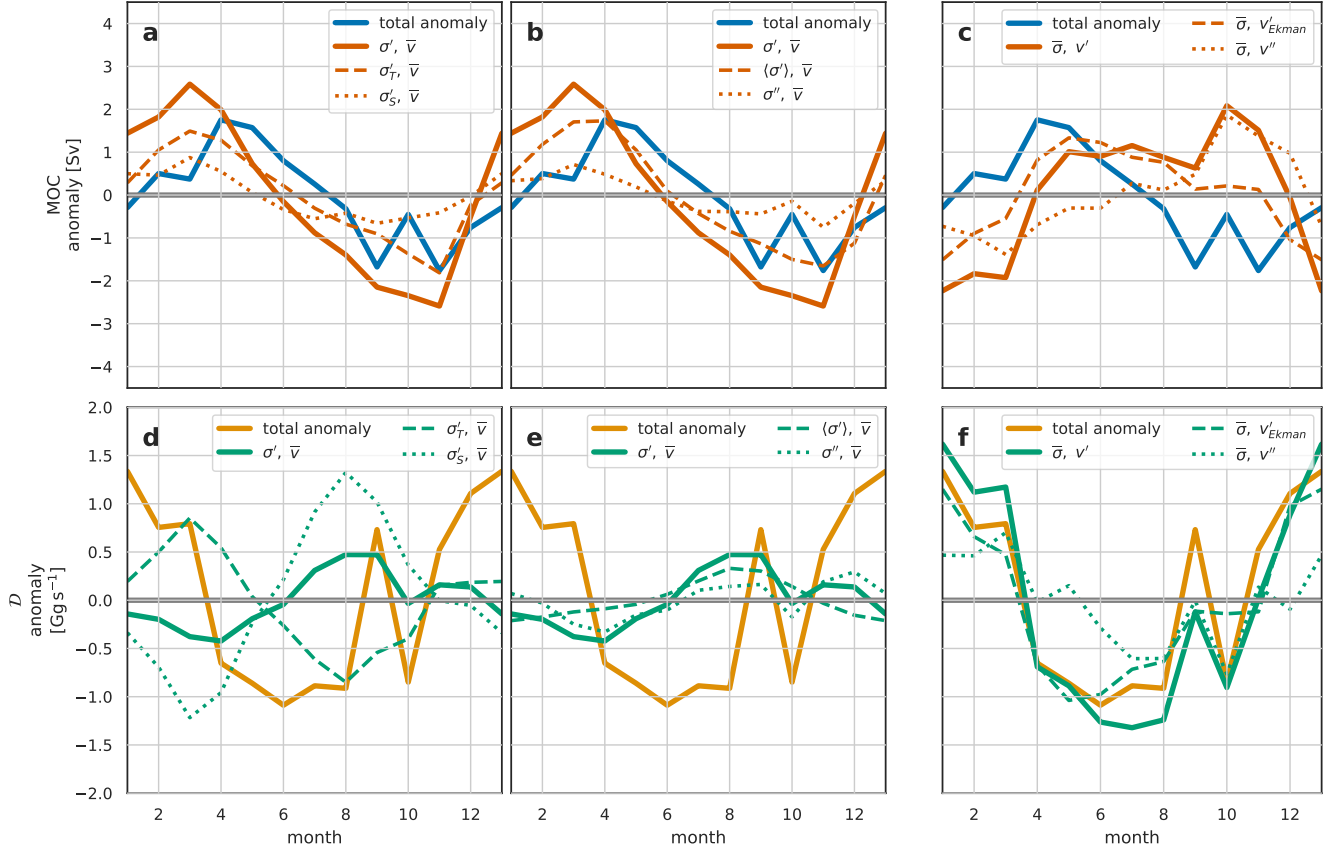 a
total anomaly
σ′, v̅
σ′_T, v̅
σ′_S, v̅
b
total anomaly
σ′, v̅
⟨σ′⟩, v̅
σ″, v̅
c
total anomaly
σ̅, v′
σ̅, v′_Ekman
σ̅, v″
MOC
anomaly [Sv]
4
3
2
1
0
−1
−2
−3
−4
d
total anomaly
σ′, v̅
σ′_T, v̅
σ′_S, v̅
e
total anomaly
σ′, v̅
⟨σ′⟩, v̅
σ″, v̅
f
total anomaly
σ̅, v′
σ̅, v′_Ekman
σ̅, v″
𝒟
anomaly
[Gg s⁻¹]
2.0
1.5
1.0
0.5
0.0
−0.5
−1.0
−1.5
−2.0
2 4 6 8 10 12
month
2 4 6 8 10 12
month
2 4 6 8 10 12
month